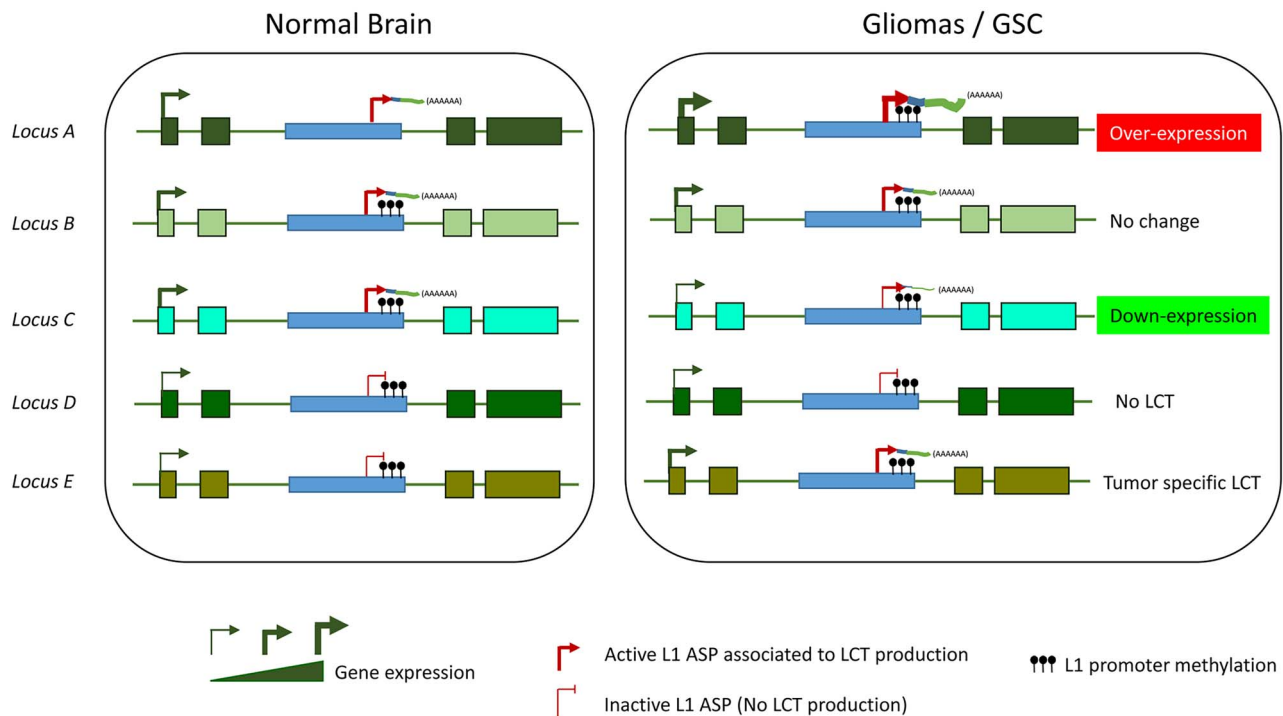 Normal Brain
Gliomas / GSC
Locus A
(AAAAAA)
(AAAAAA)
Over-expression
Locus B
(AAAAAA)
(AAAAAA)
No change
Locus C
(AAAAAA)
(AAAAAA)
Down-expression
Locus D
No LCT
Locus E
(AAAAAA)
Tumor specific LCT
Gene expression
Active L1 ASP associated to LCT production
L1 promoter methylation
Inactive L1 ASP (No LCT production)